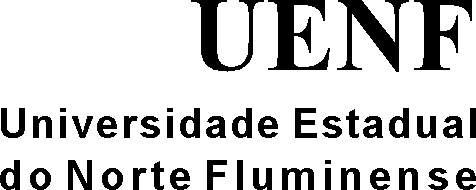 UENF
Universidade Estadual
do Norte Fluminense